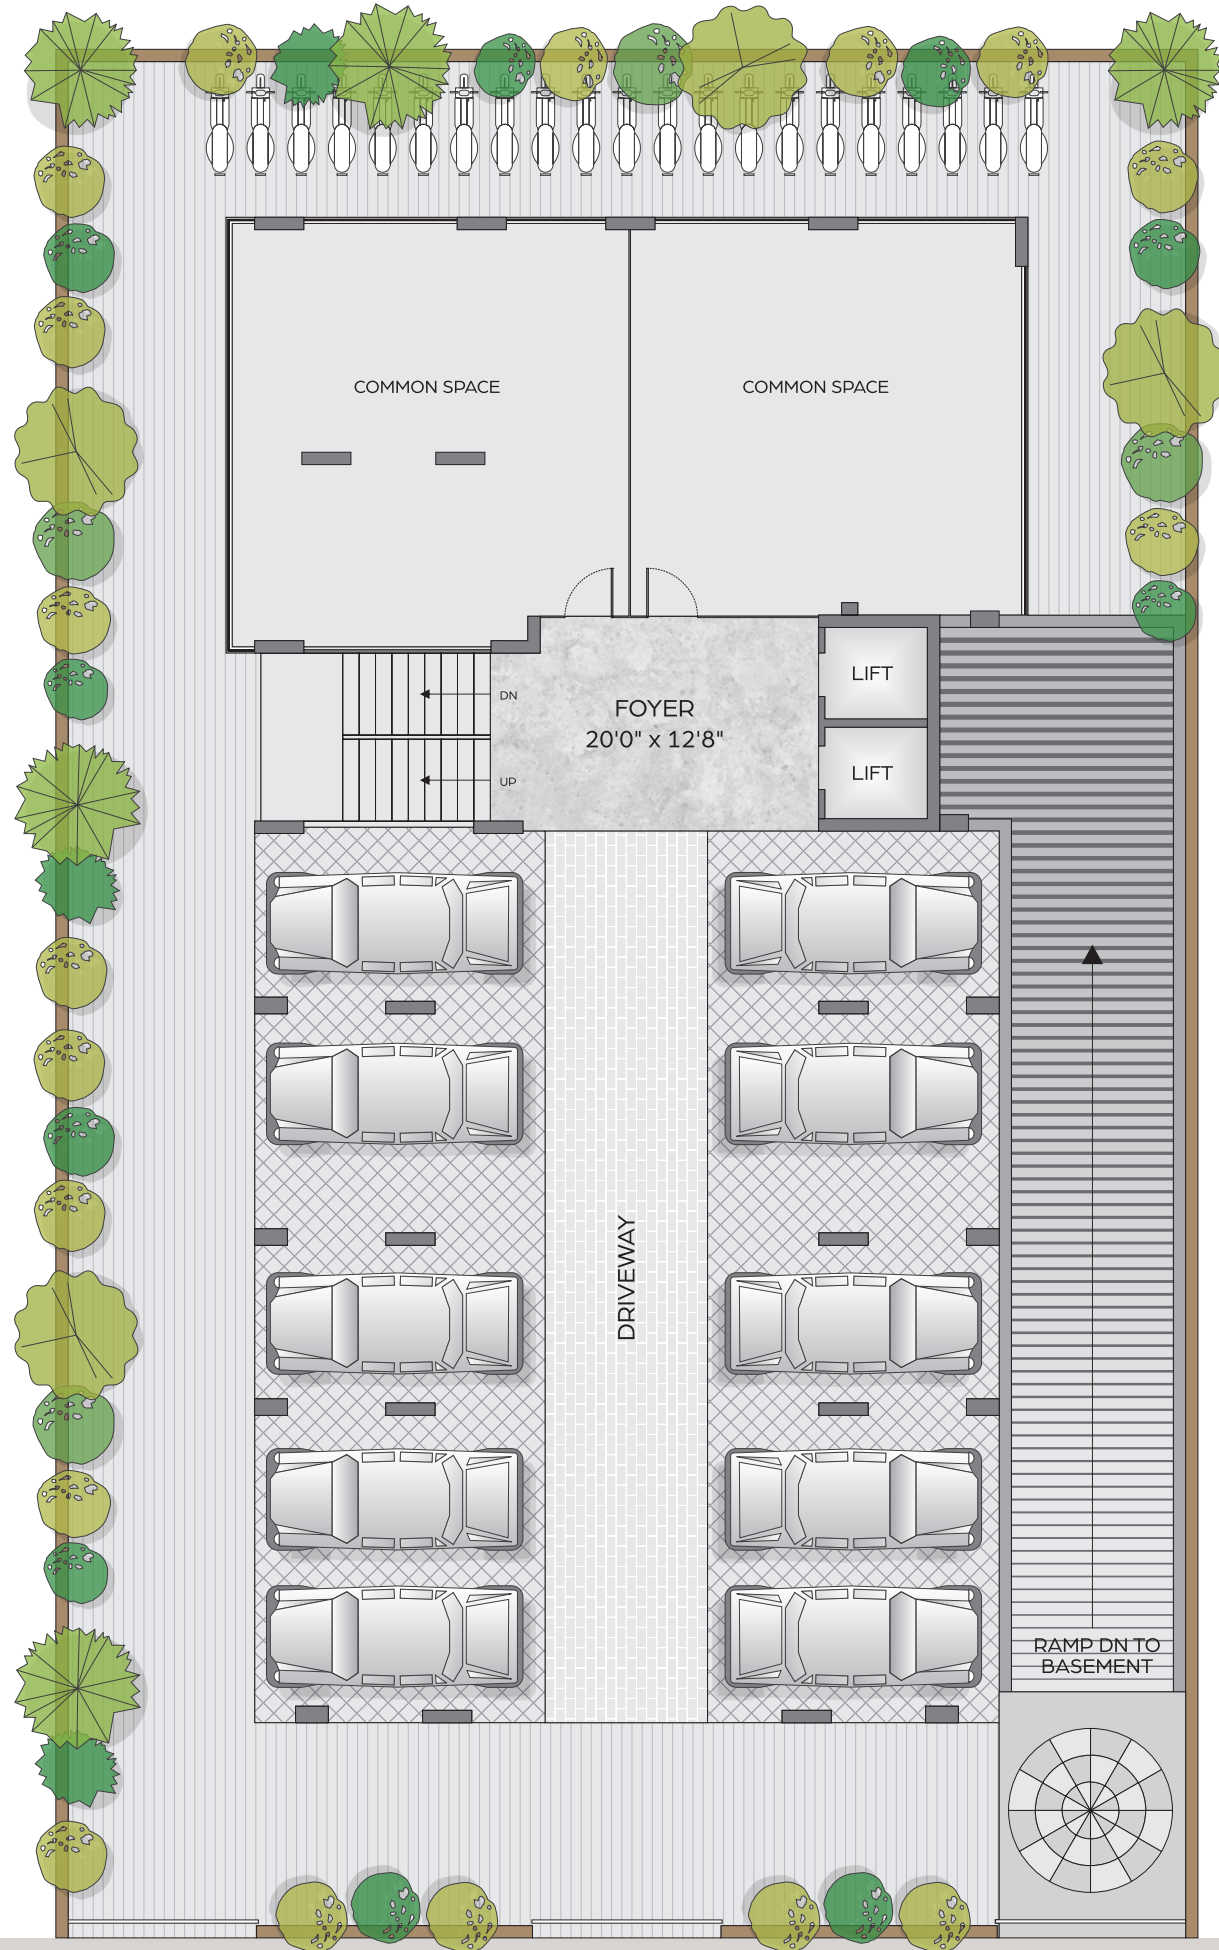 COMMON SPACE
COMMON SPACE
LIFT
DN
FOYER
20'0" x 12'8"
UP
LIFT
DRIVEWAY
RAMP DN TO
BASEMENT